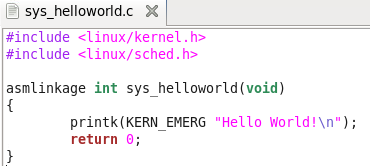 sys_helloworld.c
#include <linux/kernel.h>
#include <linux/sched.h>
asmlinkage int sys_helloworld(void)
{
printk(KERN_EMERG "Hello World!\n");
return 0;
}